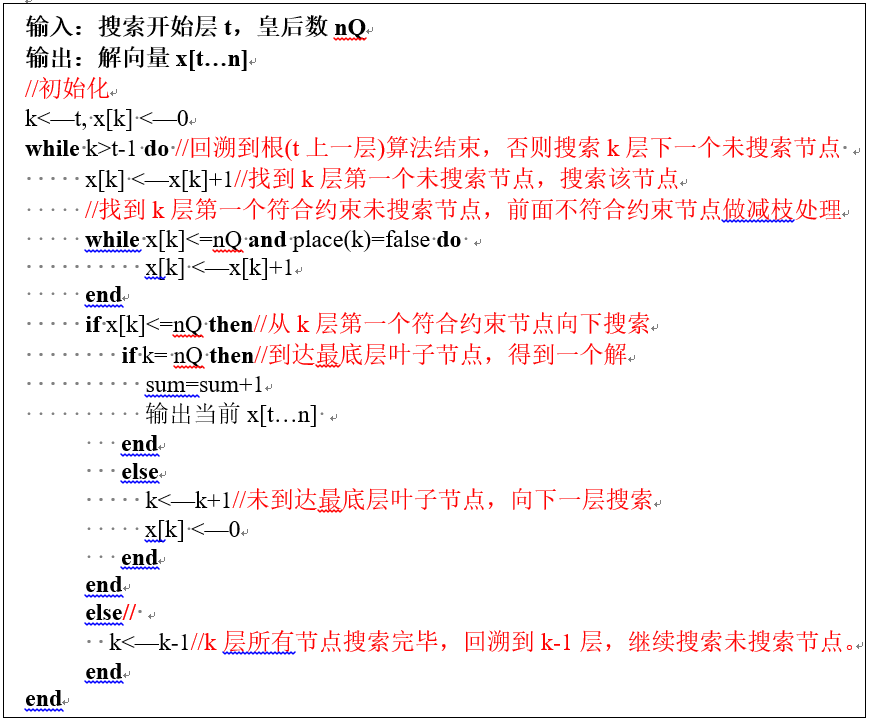 输入：搜索开始层 t，皇后数 nQ
输出：解向量 x[t…n]
//初始化
k<—t, x[k] <—0
while k>t-1 do //回溯到根(t 上一层)算法结束，否则搜索 k 层下一个未搜索节点
x[k] <—x[k]+1//找到 k 层第一个未搜索节点，搜索该节点
//找到 k 层第一个符合约束未搜索节点，前面不符合约束节点做减枝处理
while x[k]<=nQ and place(k)=false do
x[k] <—x[k]+1
end
if x[k]<=nQ then//从 k 层第一个符合约束节点向下搜索
if k= nQ then//到达最底层叶子节点，得到一个解
sum=sum+1
输出当前 x[t…n]
end
else
k<—k+1//未到达最底层叶子节点，向下一层搜索
x[k] <—0
end
end
else//
k<—k-1//k 层所有节点搜索完毕，回溯到 k-1 层，继续搜索未搜索节点。
end
end